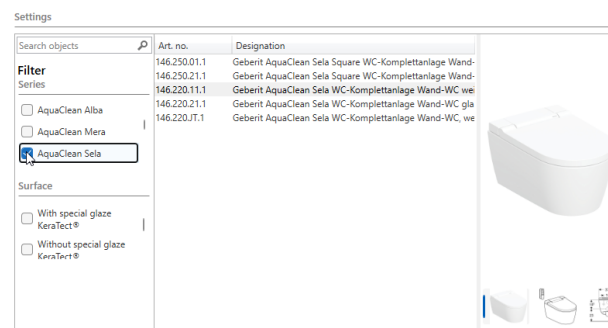 Settings
Search objects
Art. no. Designation
146.250.01.1 Geberit AquaClean Sela Square WC-Komplettanlage Wand-
146.250.21.1 Geberit AquaClean Sela Square WC-Komplettanlage Wand-
146.220.11.1 Geberit AquaClean Sela WC-Komplettanlage Wand-WC wei
146.220.21.1 Geberit AquaClean Sela WC-Komplettanlage Wand-WC gla
146.220.JT.1 Geberit AquaClean Sela WC-Komplettanlage Wand-WC, we
Filter
Series
AquaClean Alba
AquaClean Mera
AquaClean Sela
Surface
With special glaze
KeraTect®
Without special glaze
KeraTect®